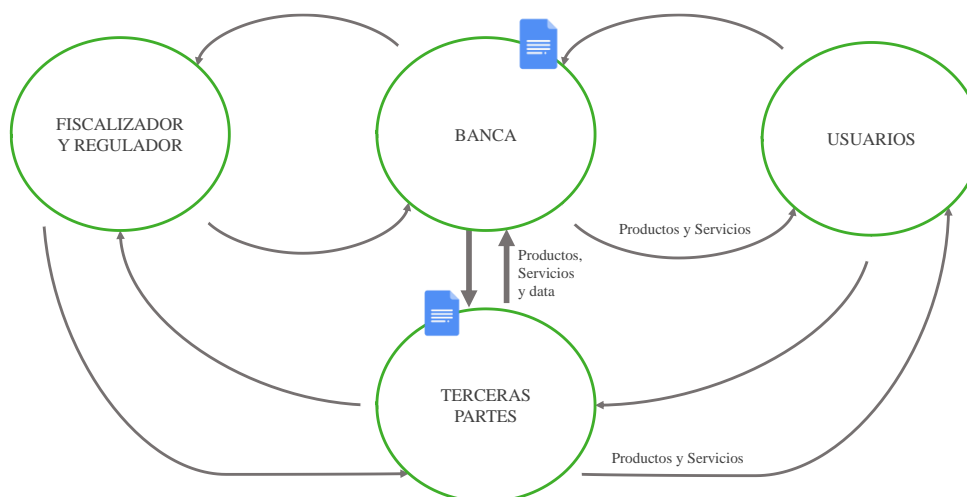 FISCALIZADOR
Y REGULADOR
BANCA
USUARIOS
Productos y Servicios
Productos,
Servicios
y data
TERCERAS
PARTES
Productos y Servicios